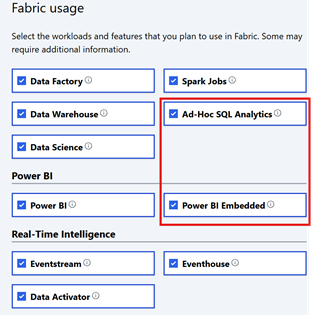 Fabric usage
Select the workloads and features that you plan to use in Fabric. Some may
require additional information.
Data Factory
Spark Jobs
Data Warehouse
Ad-Hoc SQL Analytics
Data Science
Power BI
Power BI
Power BI Embedded
Real-Time Intelligence
Eventstream
Eventhouse
Data Activator